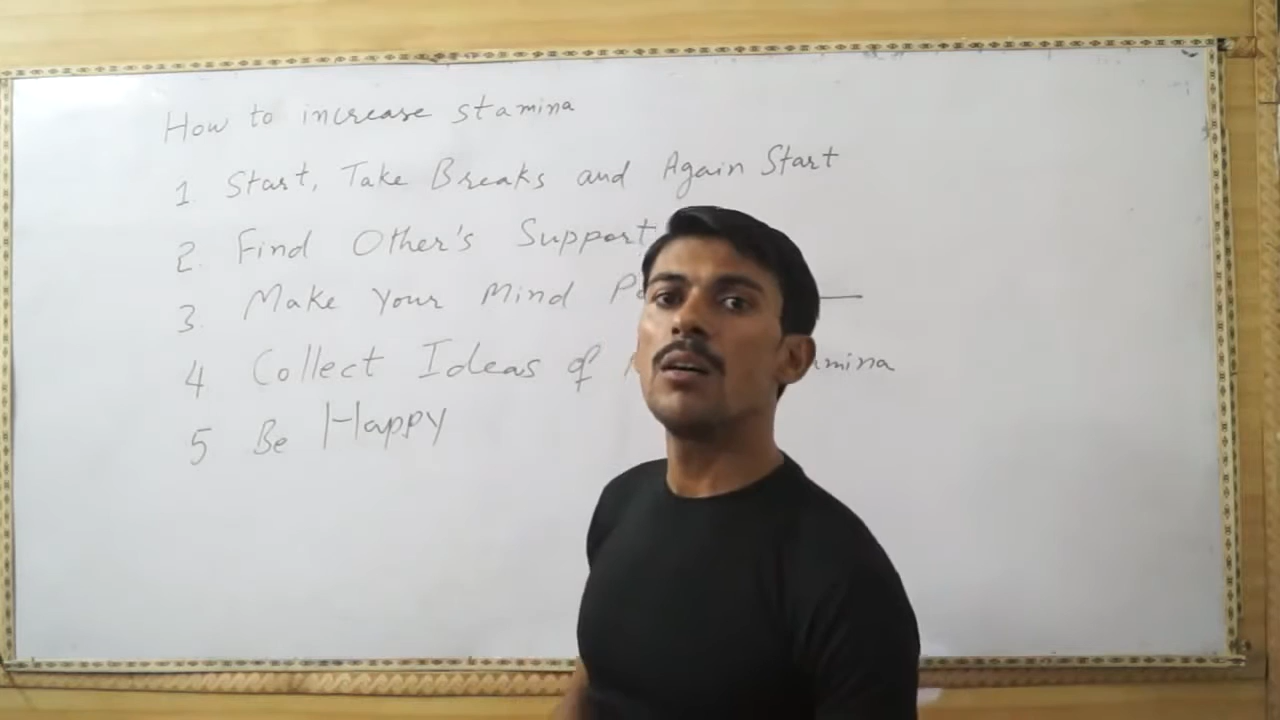 How to increase stamina
1. Start, Take Breaks and Again Start
2. Find Other's Support
3. Make Your Mind
4 Collect Ideas of
5 Be Happy